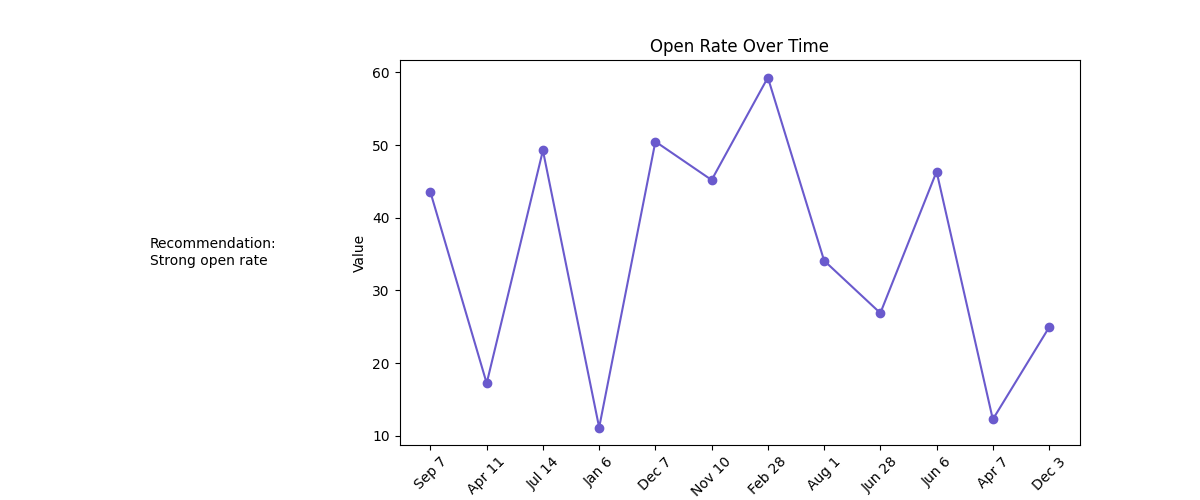 Open Rate Over Time
Recommendation:
Strong open rate
Value
60
50
40
30
20
10
Sep 7
Apr 11
Jul 14
Jan 6
Dec 7
Nov 10
Feb 28
Aug 1
Jun 28
Jun 6
Apr 7
Dec 3